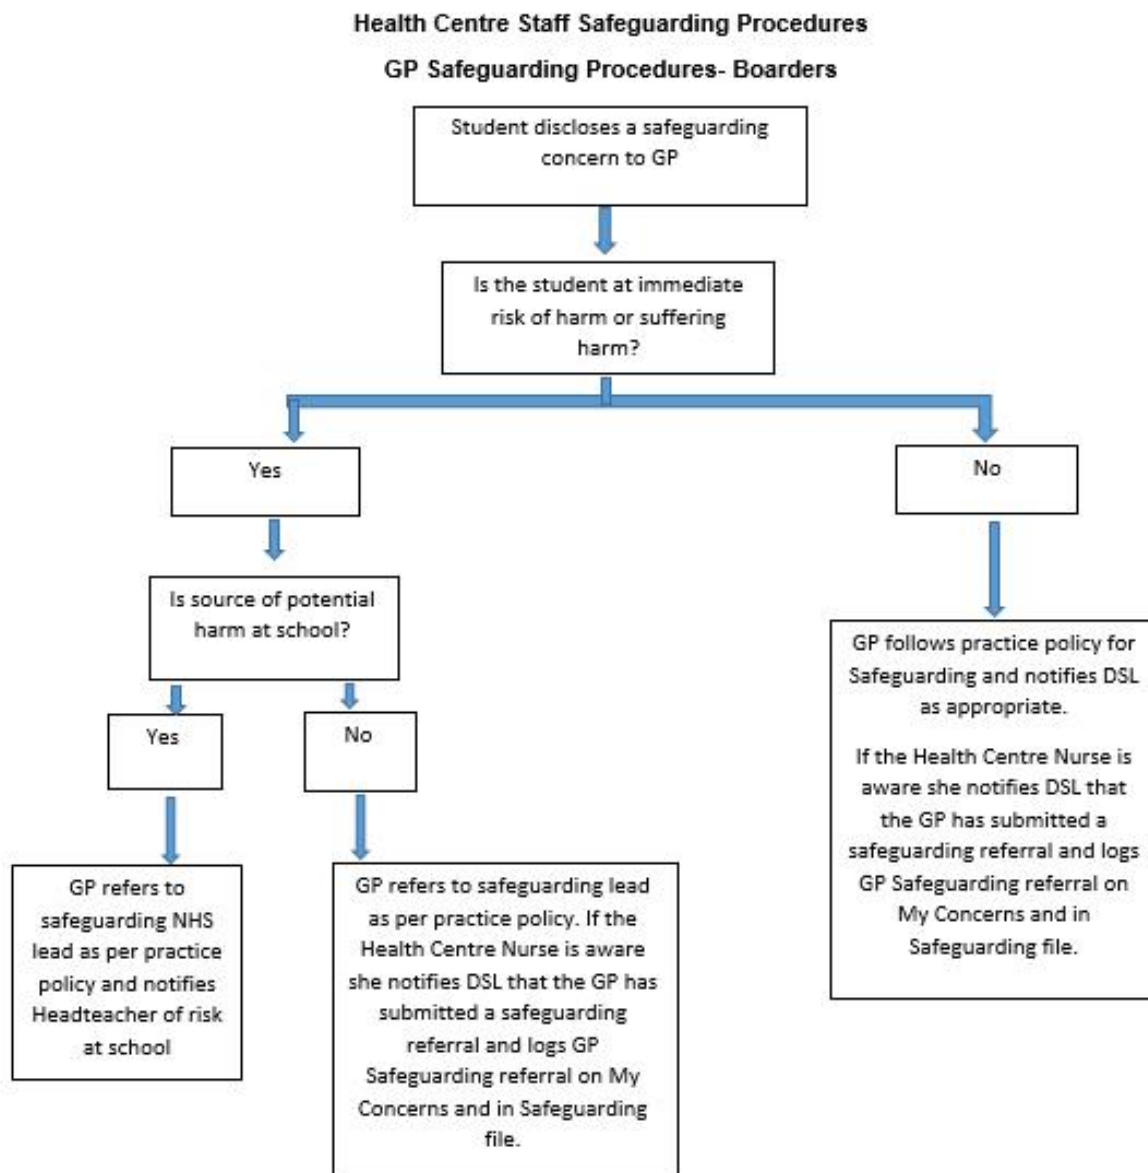 Health Centre Staff Safeguarding Procedures
GP Safeguarding Procedures- Boarders
Student discloses a safeguarding
concern to GP
Is the student at immediate
risk of harm or suffering
harm?
Yes
No
Is source of potential
harm at school?
Yes
No
GP refers to
safeguarding NHS
lead as per practice
policy and notifies
Headteacher of risk
at school
GP refers to safeguarding lead
as per practice policy. If the
Health Centre Nurse is aware
she notifies DSL that the GP has
submitted a safeguarding
referral and logs GP
Safeguarding referral on My
Concerns and in Safeguarding
file.
GP follows practice policy for
Safeguarding and notifies DSL
as appropriate.
If the Health Centre Nurse is
aware she notifies DSL that
the GP has submitted a
safeguarding referral and logs
GP Safeguarding referral on
My Concerns and in
Safeguarding file.